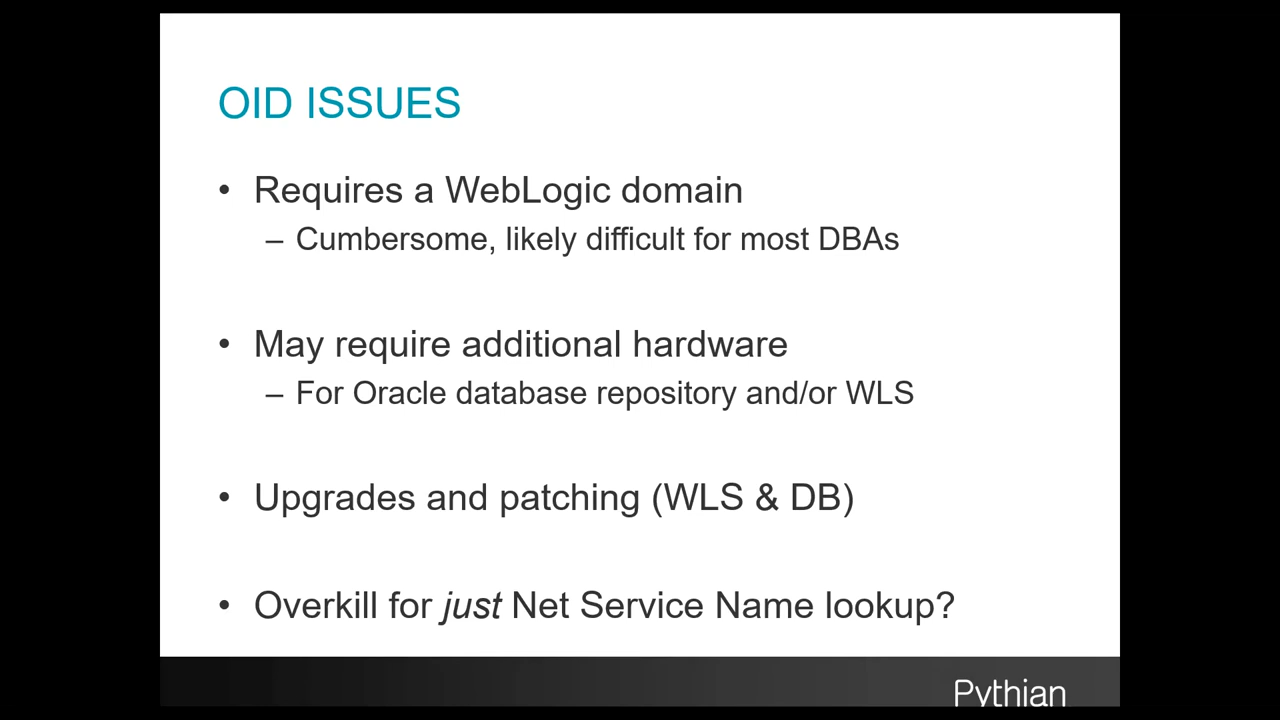 OID ISSUES
• Requires a WebLogic domain
– Cumbersome, likely difficult for most DBAs
• May require additional hardware
– For Oracle database repository and/or WLS
• Upgrades and patching (WLS & DB)
• Overkill for just Net Service Name lookup?
Pythian